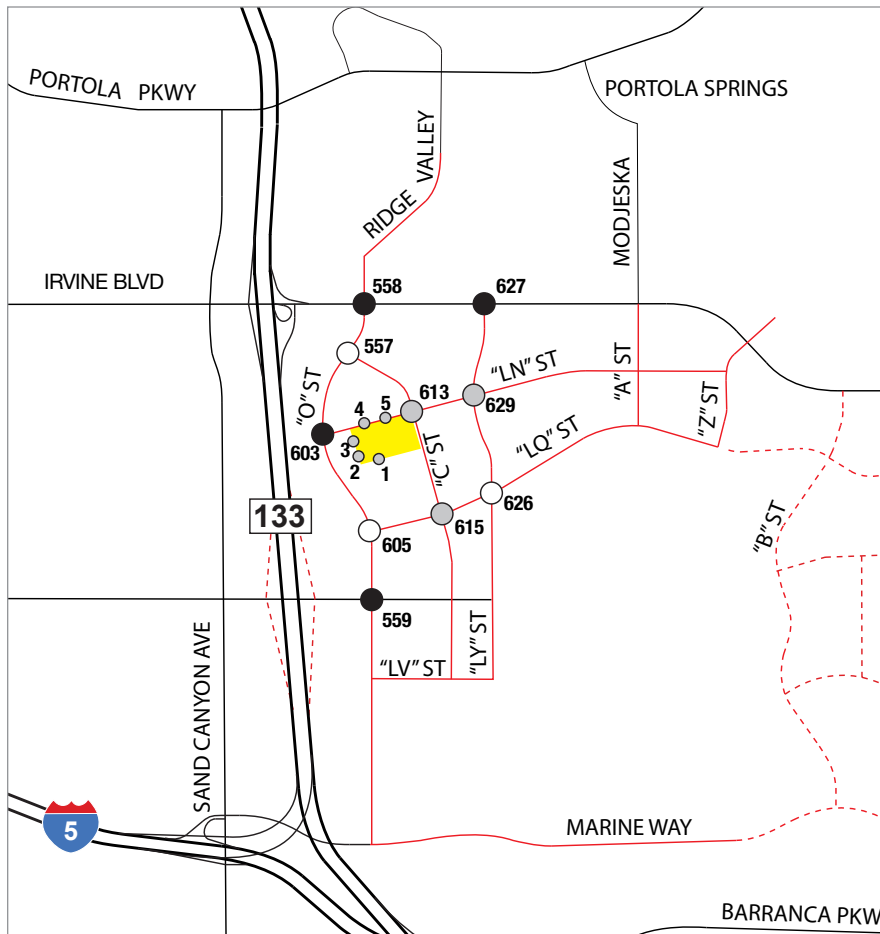 PORTOLA PKWY
PORTOLA SPRINGS
RIDGE VALLEY
MODJESKA
IRVINE BLVD
558
627
557
"O" ST
"LN" ST
"A" ST
613
629
4
5
"Z" ST
603
3
2
1
"C" ST
"LQ" ST
626
133
615
605
"B" ST
559
SAND CANYON AVE
"LV" ST
"LY" ST
5
MARINE WAY
BARRANCA PKW